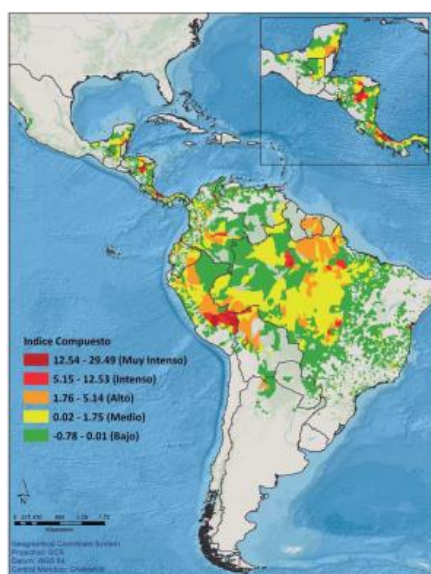 Indice Compuesto
12.54 - 29.49 (Muy Intenso)
5.15 - 12.53 (Intenso)
1.76 - 5.14 (Alto)
0.02 - 1.75 (Medio)
-0.78 - 0.01 (Bajo)
N
Geographical Coordinate System
Projection: GCS
Datum: WGS 84
Central Meridian: Greenwich